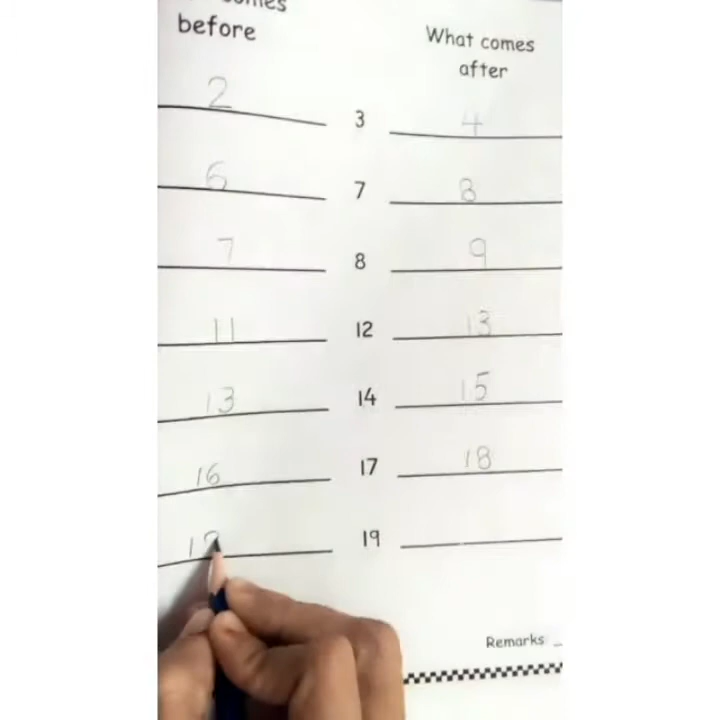 before
What comes
after
2 3 4
6 7 8
7 8 9
11 12 13
13 14 15
16 17 18
19
Remarks